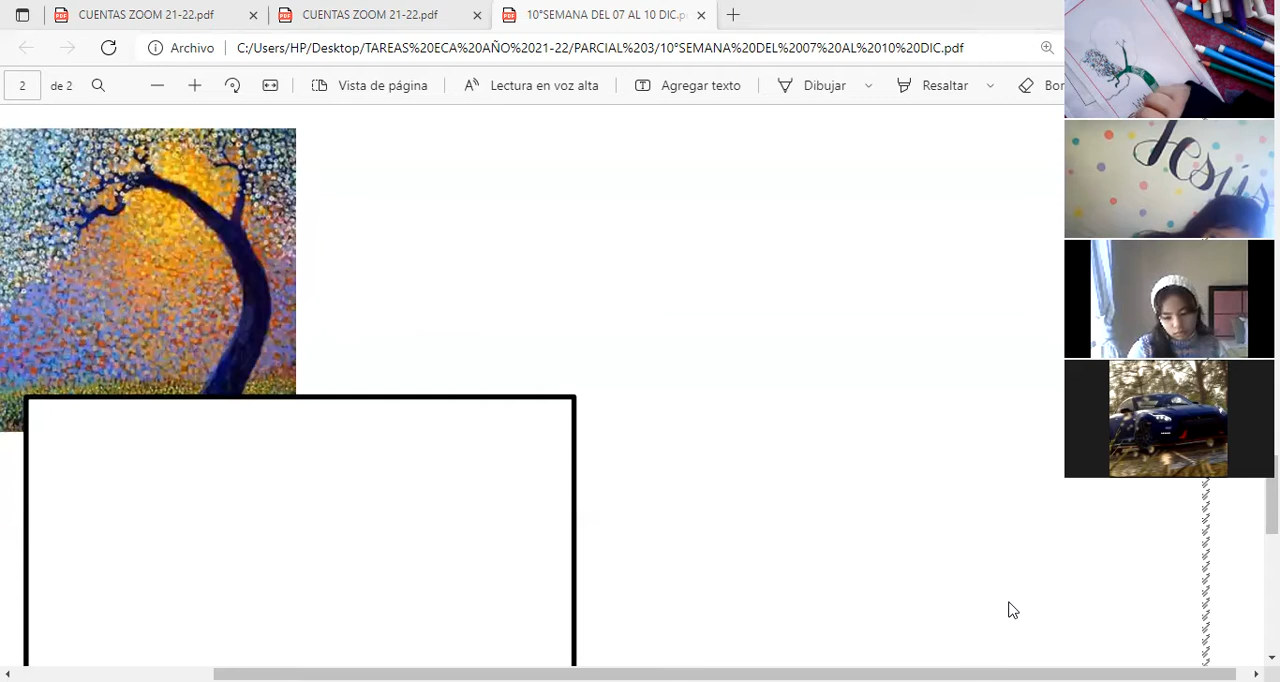 CUENTAS ZOOM 21-22.pdf
CUENTAS ZOOM 21-22.pdf
10°SEMANA DEL 07 AL 10 DIC.p
Archivo
C:/Users/HP/Desktop/TAREAS%20ECA%20AÑO%2021-22/PARCIAL%203/10°SEMANA%20DEL%2007%20AL%2010%20DIC.pdf
2 de 2
Vista de página
Lectura en voz alta
Agregar texto
Dibujar
Resaltar
Bor
Jesús